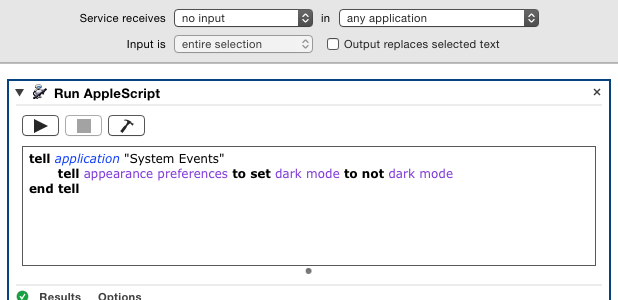 Service receives no input in any application
Input is entire selection Output replaces selected text
Run AppleScript
tell application "System Events"
tell appearance preferences to set dark mode to not dark mode
end tell
Results Options